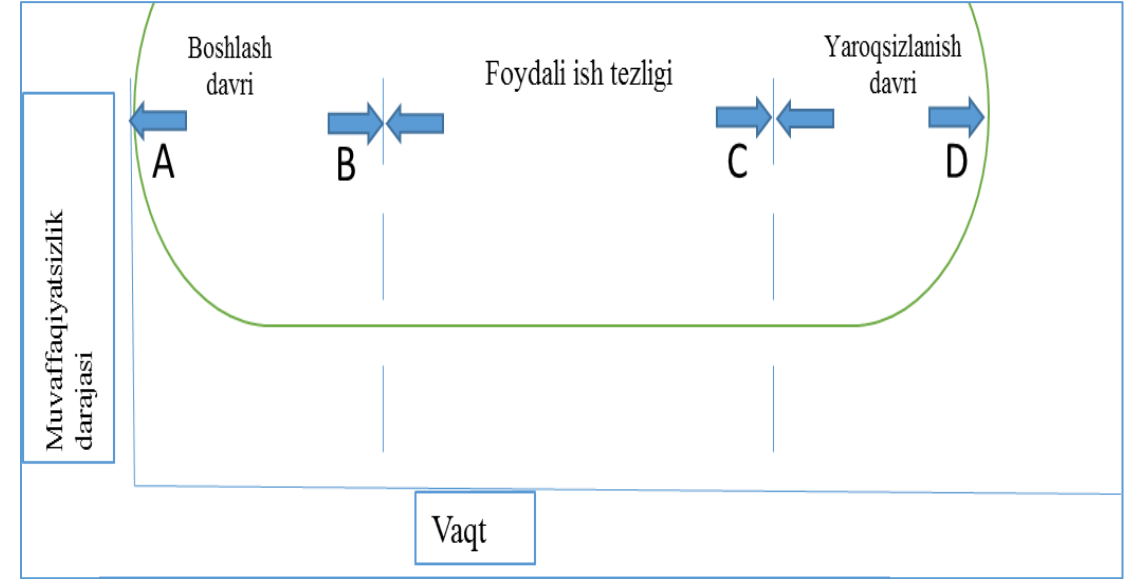 Boshlash
davri
Foydali ish tezligi
Yaroqsizlanish
davri
A
B
C
D
Muvaffaqiyatsizlik
darajasi
Vaqt